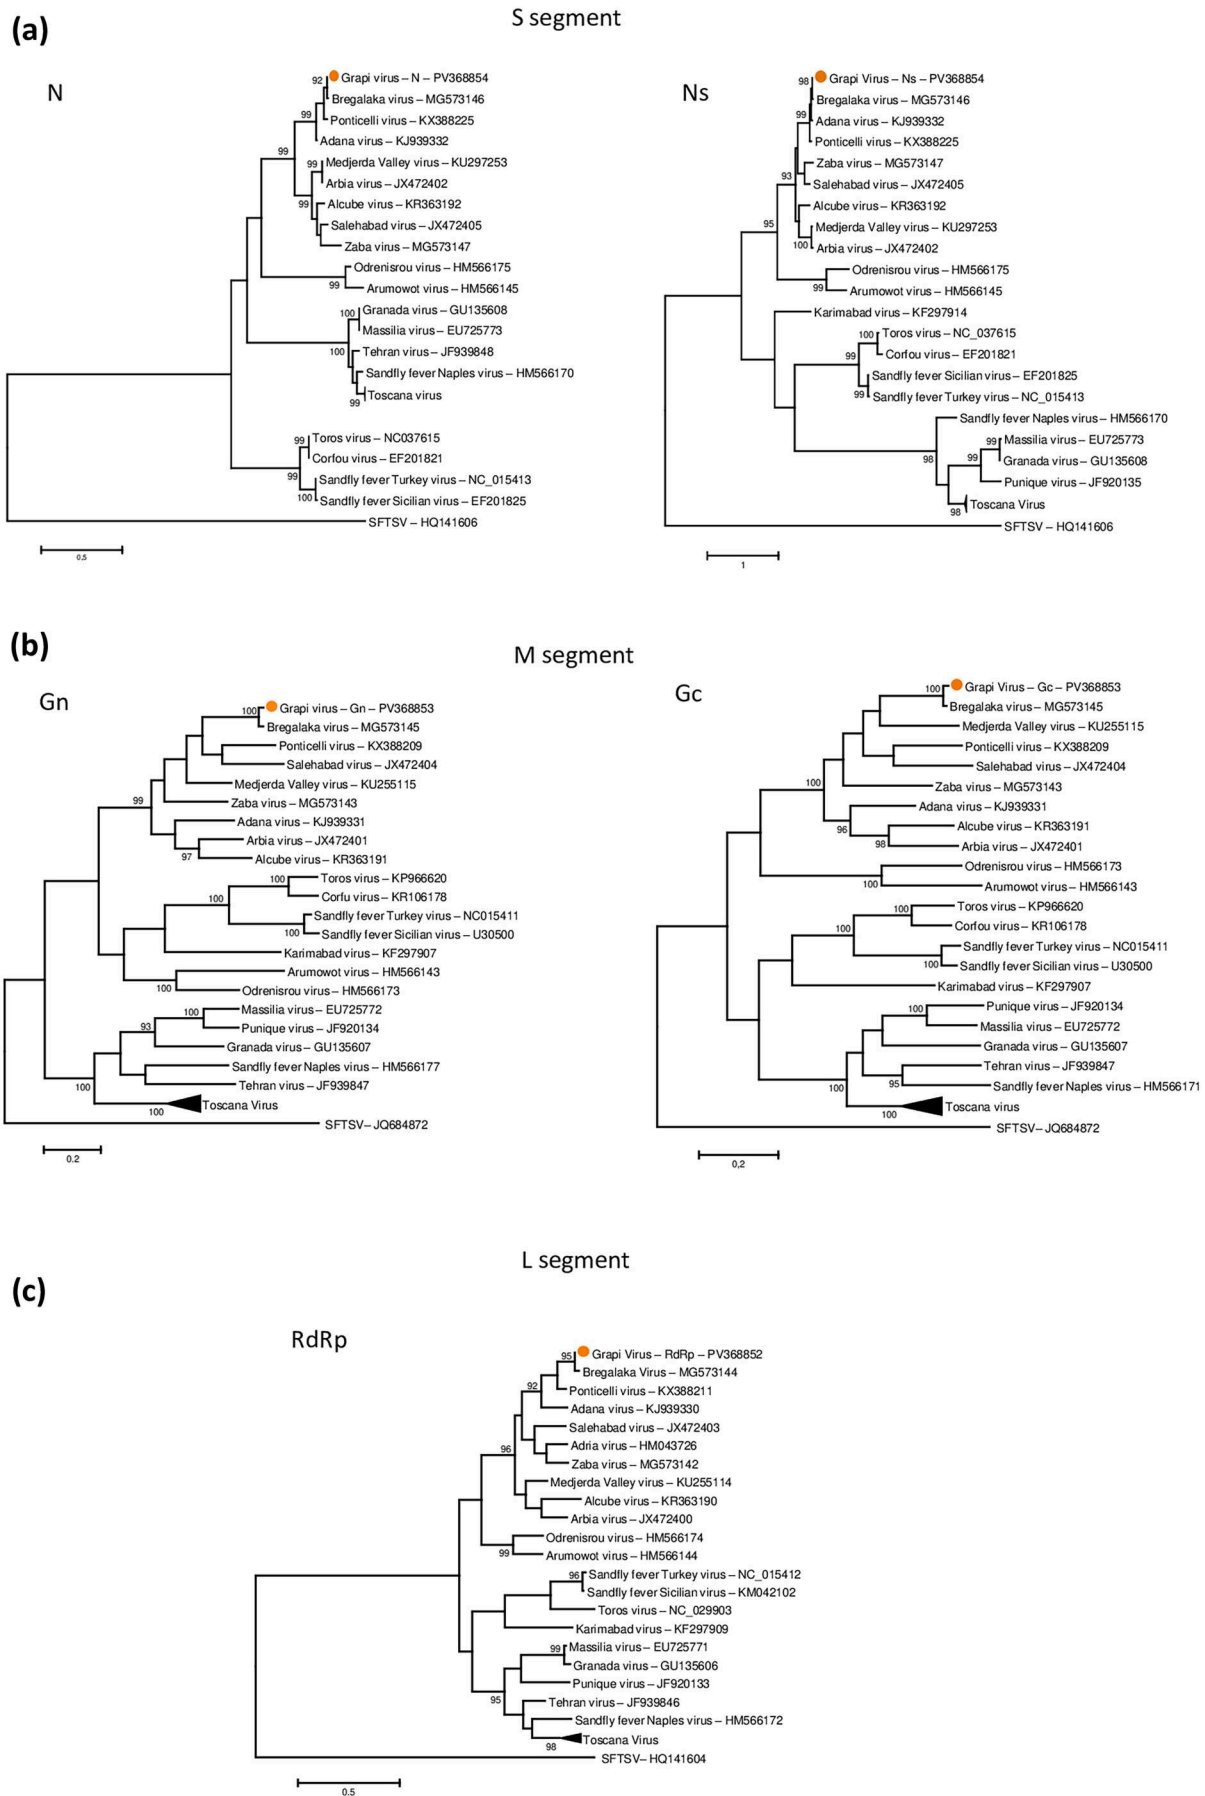 (a)
S segment
N
92
Grapi virus – N – PV368854
Bregalaka virus – MG573146
Ponticelli virus – KX388225
99
Adana virus – KJ939332
99
Medjerda Valley virus – KU297253
99
Arbia virus – JX472402
99
Alcube virus – KR363192
Salehabad virus – JX472405
Zaba virus – MG573147
Odrenisrou virus – HM566175
99
Arumowot virus – HM566145
Granada virus – GU135608
100
Massilia virus – EU725773
100
Tehran virus – JF939848
Sandfly fever Naples virus – HM566170
Toscana virus
99
Toros virus – NC037615
99
Corfou virus – EF201821
99
Sandfly fever Turkey virus – NC_015413
100
Sandfly fever Sicilian virus – EF201825
SFTSV – HQ141606
0.5
Ns
98
Grapi Virus – Ns – PV368854
Bregalaka virus – MG573146
99
Adana virus – KJ939332
Ponticelli virus – KX388225
Zaba virus – MG573147
93
Salehabad virus – JX472405
Alcube virus – KR363192
95
Medjerda Valley virus – KU297253
100
Arbia virus – JX472402
Odrenisrou virus – HM566175
99
Arumowot virus – HM566145
Karimabad virus – KF297914
100
Toros virus – NC_037615
99
Corfou virus – EF201821
Sandfly fever Sicilian virus – EF201825
99
Sandfly fever Turkey virus – NC_015413
Sandfly fever Naples virus – HM566170
99
Massilia virus – EU725773
98
99
Granada virus – GU135608
Punique virus – JF920135
98
Toscana Virus
SFTSV – HQ141606
1
(b)
M segment
Gn
100
Grapi virus – Gn – PV368853
Bregalaka virus – MG573145
Ponticelli virus – KX388209
Salehabad virus – JX472404
Medjerda Valley virus – KU255115
99
Zaba virus – MG573143
Adana virus – KJ939331
Arbia virus – JX472401
97
Alcube virus – KR363191
100
Toros virus – KP966620
100
Corfu virus – KR106178
Sandfly fever Turkey virus – NC015411
100
Sandfly fever Sicilian virus – U30500
Karimabad virus – KF297907
Arumowot virus – HM566143
100
Odrenisrou virus – HM566173
100
Massilia virus – EU725772
93
Punique virus – JF920134
Granada virus – GU135607
Sandfly fever Naples virus – HM566177
100
Tehran virus – JF939847
100
Toscana Virus
SFTSV– JQ684872
0.2
Gc
100
Grapi Virus – Gc – PV368853
Bregalaka virus – MG573145
Medjerda Valley virus – KU255115
Ponticelli virus – KX388209
Salehabad virus – JX472404
100
Zaba virus – MG573143
Adana virus – KJ939331
96
Alcube virus – KR363191
98
Arbia virus – JX472401
Odrenisrou virus – HM566173
100
Arumowot virus – HM566143
100
Toros virus – KP966620
100
Corfou virus – KR106178
Sandfly fever Turkey virus – NC015411
100
Sandfly fever Sicilian virus – U30500
Karimabad virus – KF297907
100
Punique virus – JF920134
Massilia virus – EU725772
Granada virus – GU135607
Tehran virus – JF939847
100
95
Sandfly fever Naples virus – HM566171
100
Toscana virus
SFTSV– JQ684872
0,2
(c)
L segment
RdRp
95
Grapi Virus – RdRp – PV368852
Bregalaka Virus – MG573144
92
Ponticelli virus – KX388211
Adana virus – KJ939330
Salehabad virus – JX472403
96
Adria virus – HM043726
Zaba virus – MG573142
Medjerda Valley virus – KU255114
Alcube virus – KR363190
Arbia virus – JX472400
Odrenisrou virus – HM566174
99
Arumowot virus – HM566144
96
Sandfly fever Turkey virus – NC_015412
Sandfly fever Sicilian virus – KM042102
Toros virus – NC_029903
Karimabad virus – KF297909
99
Massilia virus – EU725771
Granada virus – GU135606
Punique virus – JF920133
95
Tehran virus – JF939846
Sandfly fever Naples virus – HM566172
98
Toscana Virus
SFTSV– HQ141604
0.5